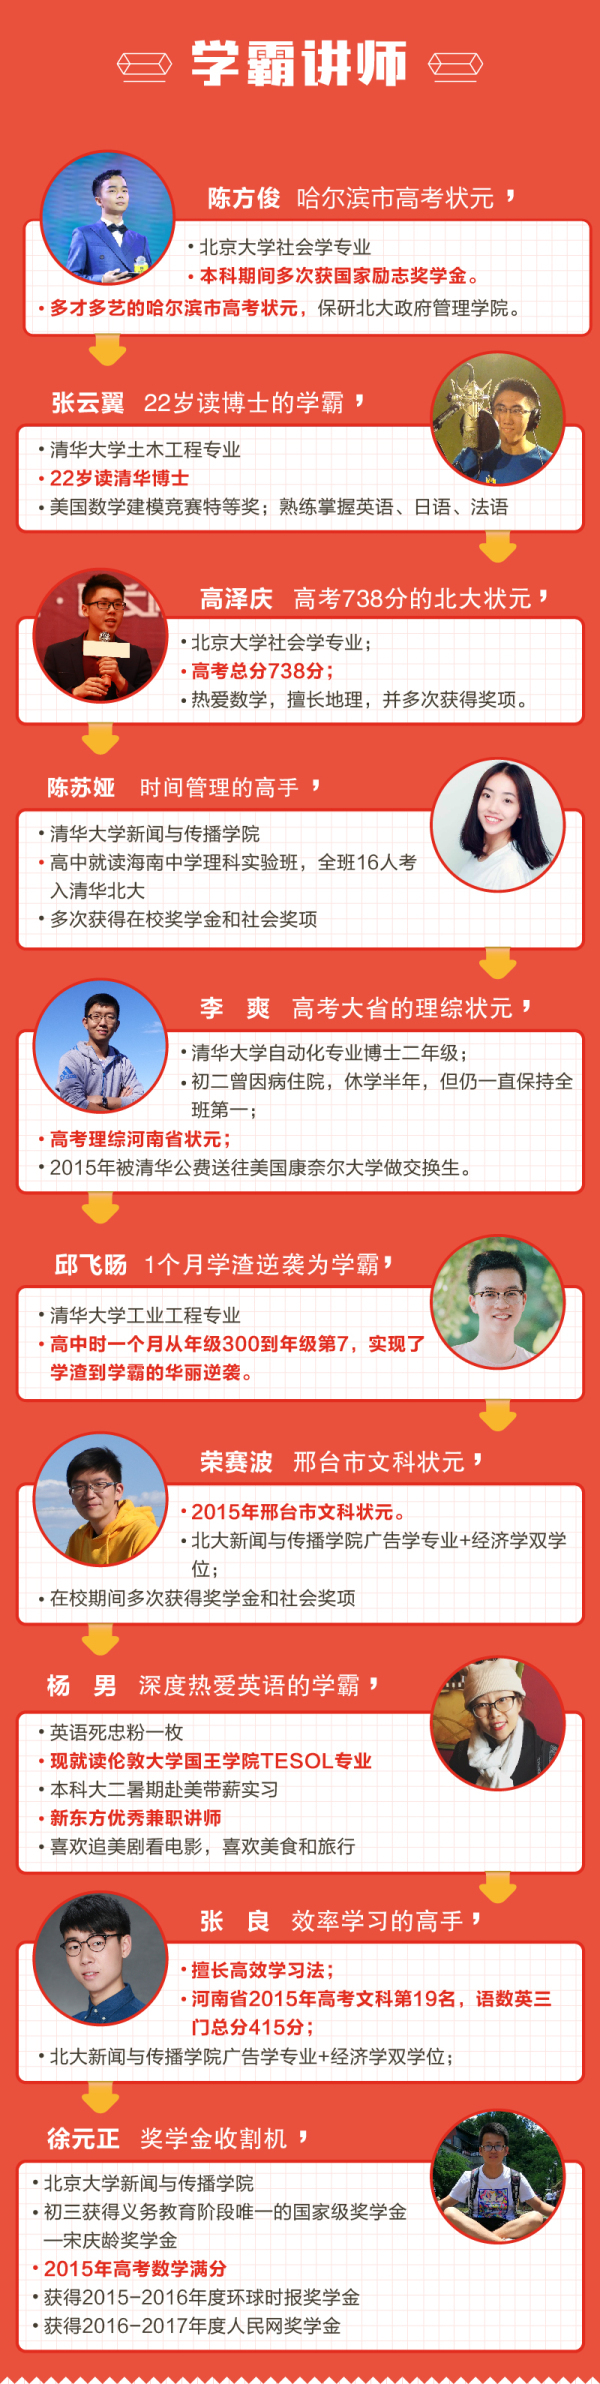 学霸讲师
陈方俊 哈尔滨市高考状元
• 北京大学社会学专业
• 本科期间多次获国家励志奖学金。
• 多才多艺的哈尔滨市高考状元，保研北大政府管理学院。
张云翼 22岁读博士的学霸
• 清华大学土木工程专业
• 22岁读清华博士
• 美国数学建模竞赛特等奖；熟练掌握英语、日语、法语
高泽庆 高考738分的北大状元
• 北京大学社会学专业；
• 高考总分738分；
• 热爱数学，擅长地理，并多次获得奖项。
陈苏娅 时间管理的高手
• 清华大学新闻与传播学院
• 高中就读海南中学理科实验班，全班16人考
入清华北大
• 多次获得在校奖学金和社会奖项
李 爽 高考大省的理综状元
• 清华大学自动化专业博士二年级；
• 初二曾因病住院，休学半年，但仍一直保持全
班第一；
• 高考理综河南省状元；
• 2015年被清华公费送往美国康奈尔大学做交换生。
邱飞旸 1个月学渣逆袭为学霸
• 清华大学工业工程专业
• 高中时一个月从年级300到年级第7，实现了
学渣到学霸的华丽逆袭。
荣赛波 邢台市文科状元
• 2015年邢台市文科状元。
• 北大新闻与传播学院广告学专业+经济学双学
位；
• 在校期间多次获得奖学金和社会奖项
杨 男 深度热爱英语的学霸
• 英语死忠粉一枚
• 现就读伦敦大学国王学院TESOL专业
• 本科大二暑期赴美带薪实习
• 新东方优秀兼职讲师
• 喜欢追美剧看电影，喜欢美食和旅行
张 良 效率学习的高手
• 擅长高效学习法；
• 河南省2015年高考文科第19名，语数英三
门总分415分；
• 北大新闻与传播学院广告学专业+经济学双学位；
徐元正 奖学金收割机
• 北京大学新闻与传播学院
• 初三获得义务教育阶段唯一的国家级奖学金
—宋庆龄奖学金
• 2015年高考数学满分
• 获得2015-2016年度环球时报奖学金
• 获得2016-2017年度人民网奖学金